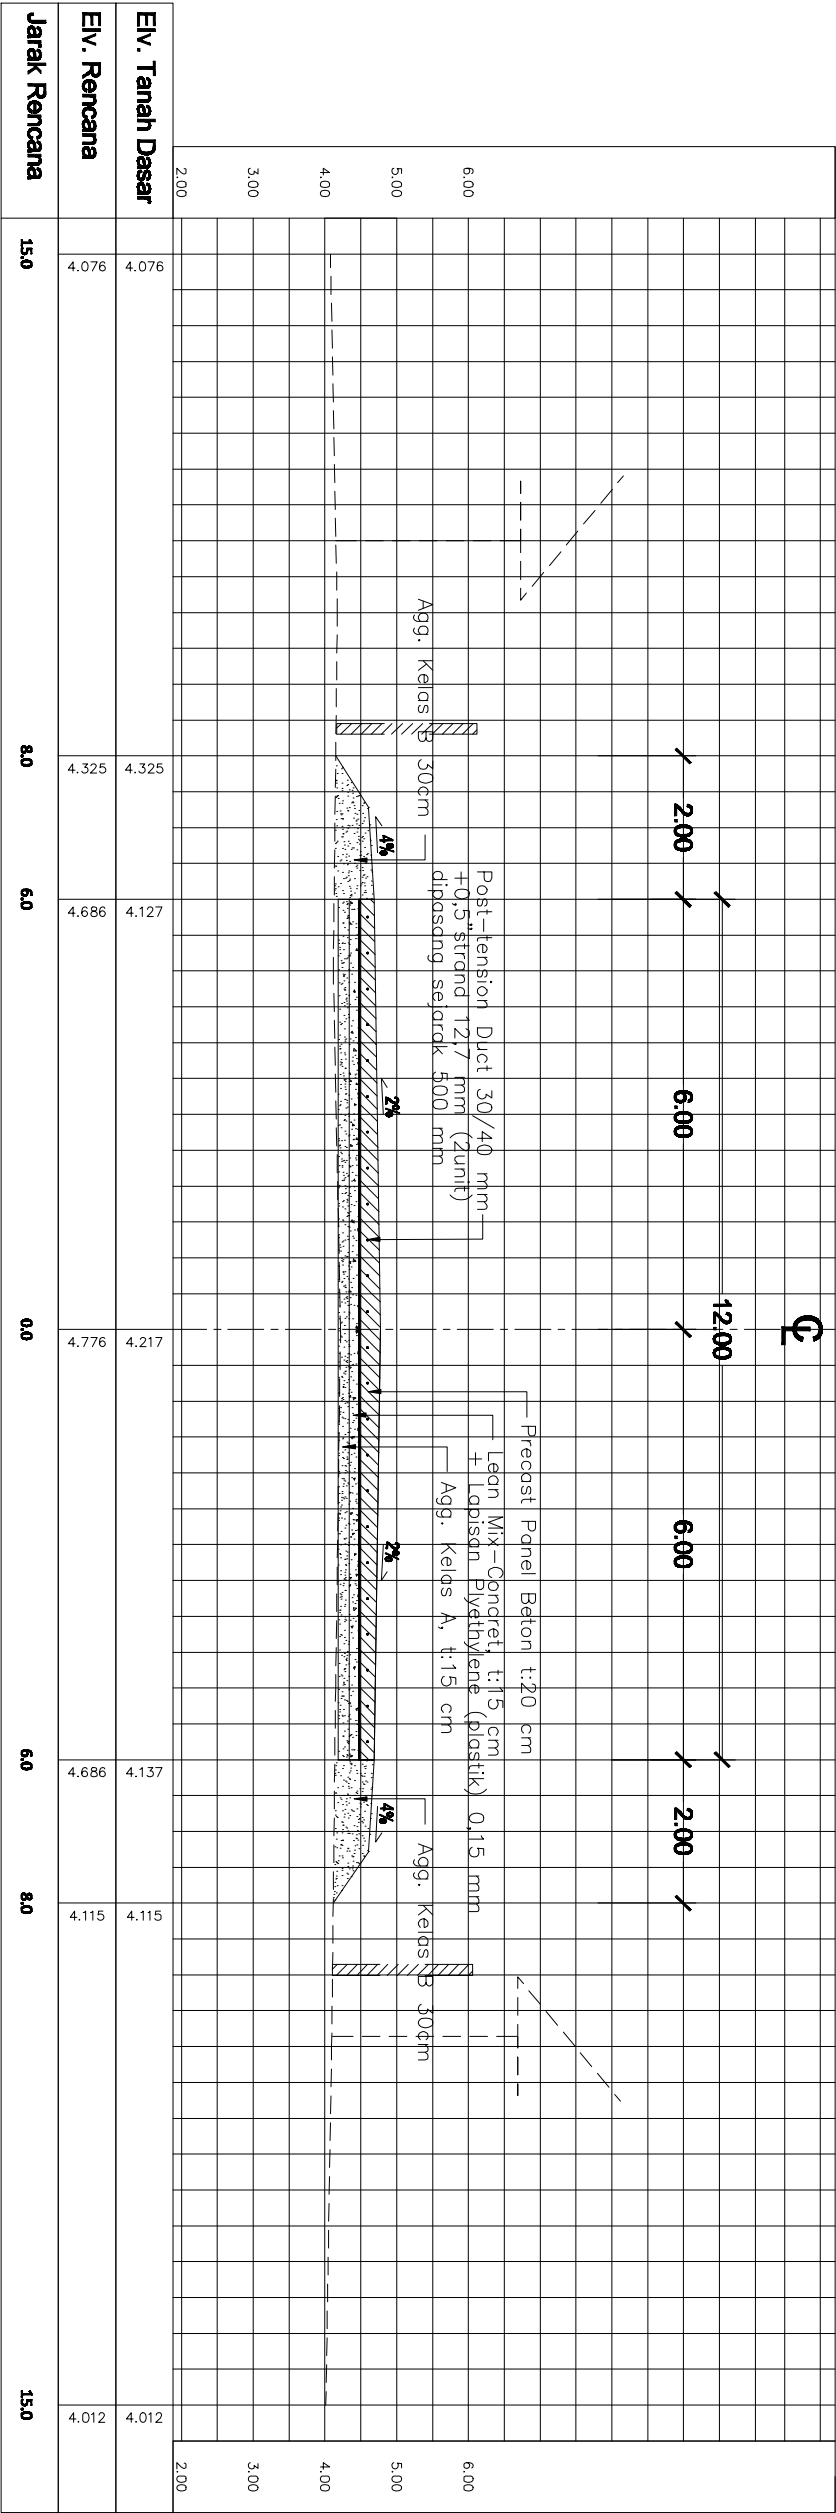 C L
12.00
2.00
6.00
6.00
2.00
6.00
5.00
4.00
3.00
2.00
6.00
5.00
4.00
3.00
2.00
Agg. Kelas B 30cm
4%
Post-tension Duct 30/40 mm
+0,5"strand 12,7 mm (2unit)
dipasang sejarak 500 mm
2%
Precast Panel Beton t:20 cm
Lean Mix-Concret, t:15 cm
+ Lapisan Plyethylene (plastik) 0,15 mm
Agg. Kelas A, t:15 cm
2%
Agg. Kelas B 30cm
4%
Elv. Tanah Dasar 4.076 4.325 4.127 4.217 4.137 4.115 4.012
Elv. Rencana 4.076 4.325 4.686 4.776 4.686 4.115 4.012
Jarak Rencana 15.0 8.0 6.0 0.0 6.0 8.0 15.0